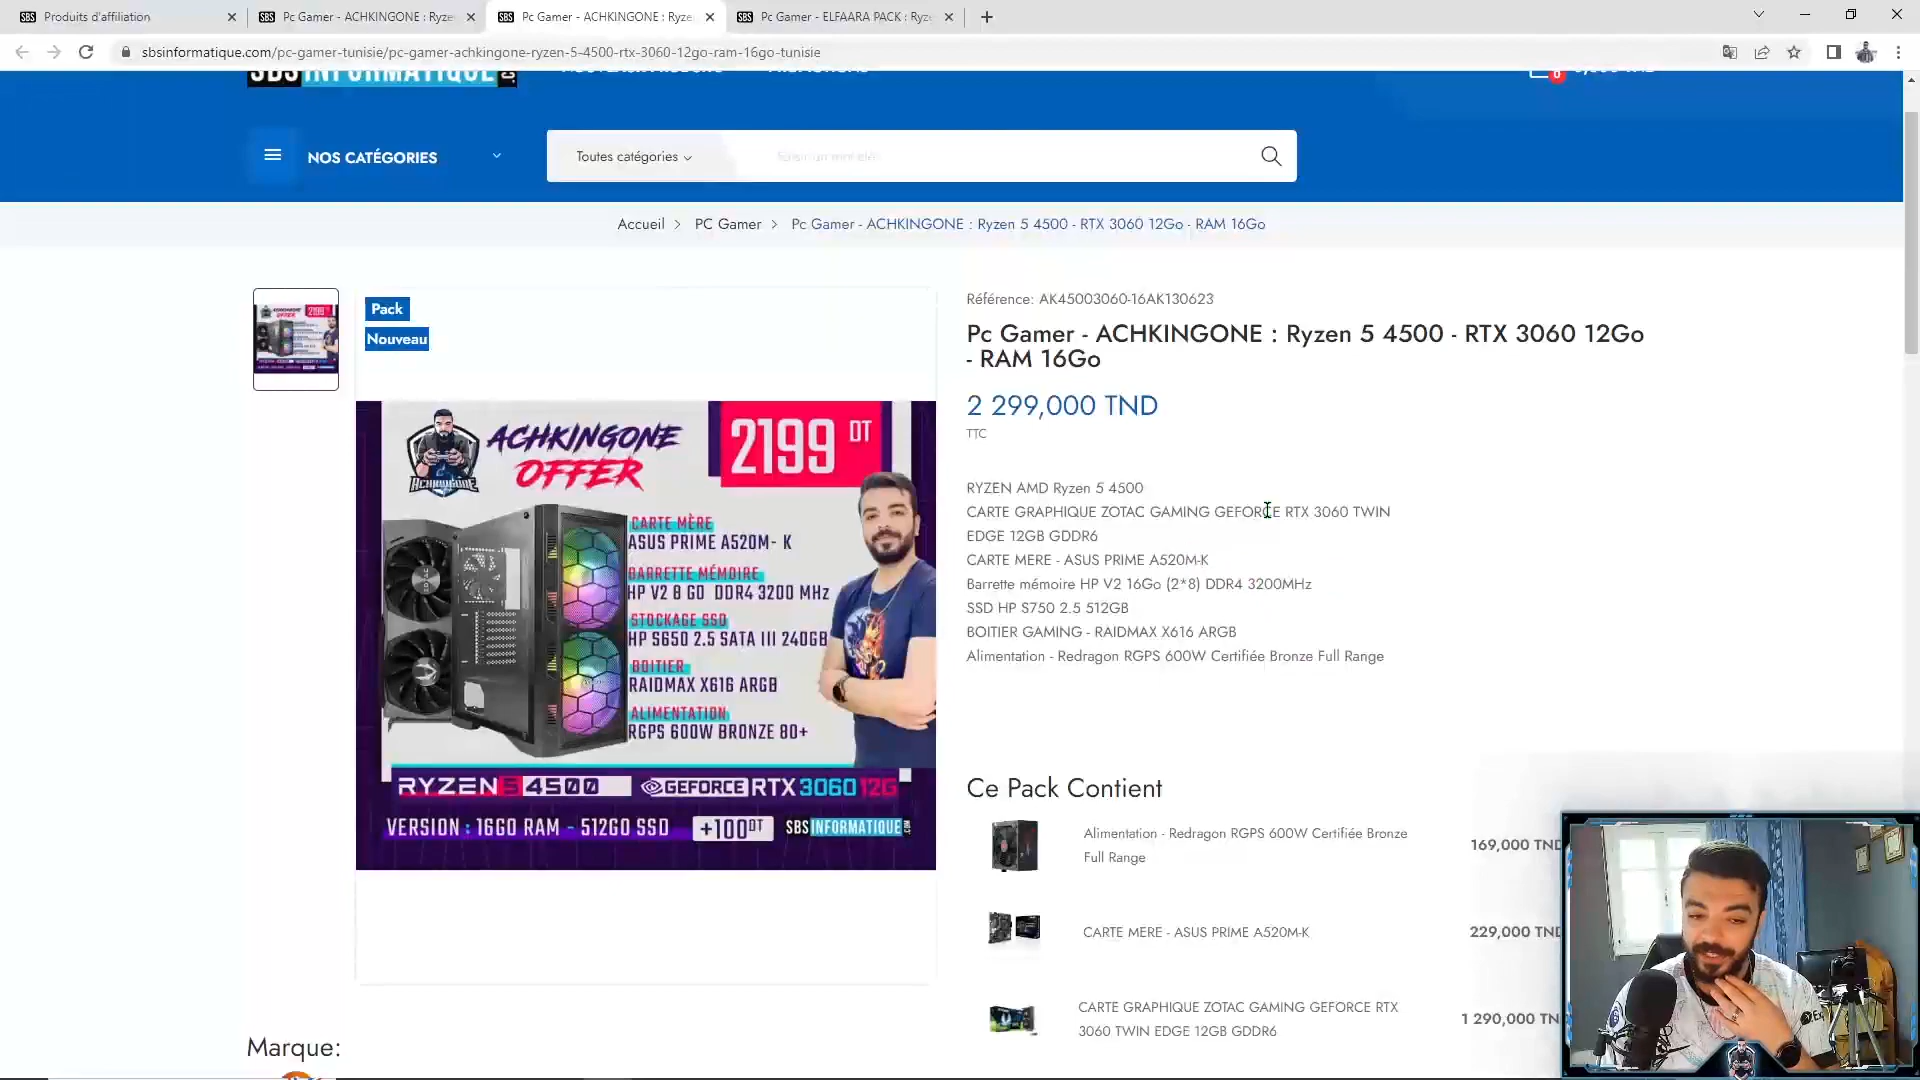 Produits d'affiliation
Pc Gamer - ACHKINGONE : Ryze
Pc Gamer - ACHKINGONE : Ryze
Pc Gamer - ELFAARA PACK : Ryz
sbsinformatique.com/pc-gamer-tunisie/pc-gamer-achkingone-ryzen-5-4500-rtx-3060-12go-ram-16go-tunisie
SBSINFORMATIQUE
0
NOS CATÉGORIES
Toutes catégories
Accueil > PC Gamer > Pc Gamer - ACHKINGONE : Ryzen 5 4500 - RTX 3060 12Go - RAM 16Go
Pack
Nouveau
ACHKINGONE
OFFER
2199 DT
ACHKINGONE
CARTE MÈRE
ASUS PRIME A520M- K
BARRETTE MÉMOIRE
HP V2 8 GO DDR4 3200 MHz
STOCKAGE SSD
HP S650 2.5 SATA III 240GB
BOITIER
RAIDMAX X616 ARGB
ALIMENTATION
RGPS 600W BRONZE 80+
RYZEN 5 4500 GEFORCE RTX 3060 12G
VERSION : 16GO RAM - 512GO SSD +100DT SBSINFORMATIQUE.COM
Référence: AK45003060-16AK130623
Pc Gamer - ACHKINGONE : Ryzen 5 4500 - RTX 3060 12Go
- RAM 16Go
2 299,000 TND
TTC
RYZEN AMD Ryzen 5 4500
CARTE GRAPHIQUE ZOTAC GAMING GEFORCE RTX 3060 TWIN
EDGE 12GB GDDR6
CARTE MERE - ASUS PRIME A520M-K
Barrette mémoire HP V2 16Go (2*8) DDR4 3200MHz
SSD HP S750 2.5 512GB
BOITIER GAMING - RAIDMAX X616 ARGB
Alimentation - Redragon RGPS 600W Certifiée Bronze Full Range
Ce Pack Contient
Alimentation - Redragon RGPS 600W Certifiée Bronze
Full Range
169,000 TND
CARTE MERE - ASUS PRIME A520M-K
229,000 TND
CARTE GRAPHIQUE ZOTAC GAMING GEFORCE RTX
3060 TWIN EDGE 12GB GDDR6
1 290,000 TN
Marque: